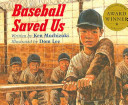 Baseball
Saved Us
Written by Ken Mochizuki
Illustrated by Dom Lee
AWARD
WINNER